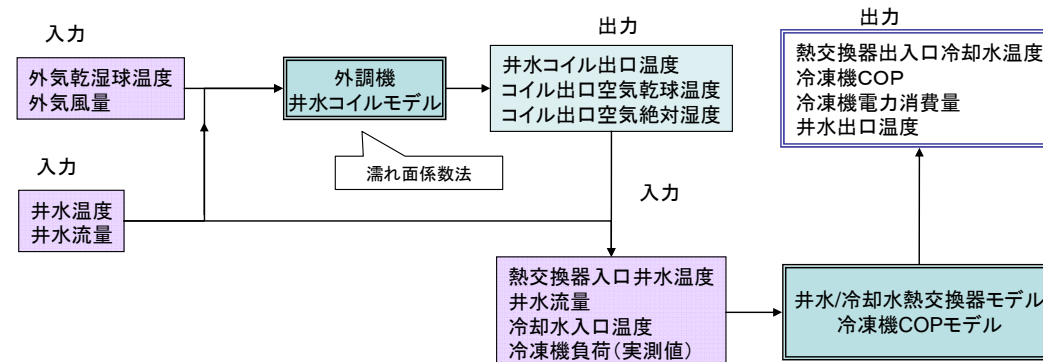 入力
外気乾湿球温度
外気風量
入力
井水温度
井水流量
外調機
井水コイルモデル
濡れ面係数法
出力
井水コイル出口温度
コイル出口空気乾球温度
コイル出口空気絶対湿度
入力
熱交換器入口井水温度
井水流量
冷却水入口温度
冷凍機負荷(実測値)
井水/冷却水熱交換器モデル
冷凍機COPモデル
出力
熱交換器出入口冷却水温度
冷凍機COP
冷凍機電力消費量
井水出口温度